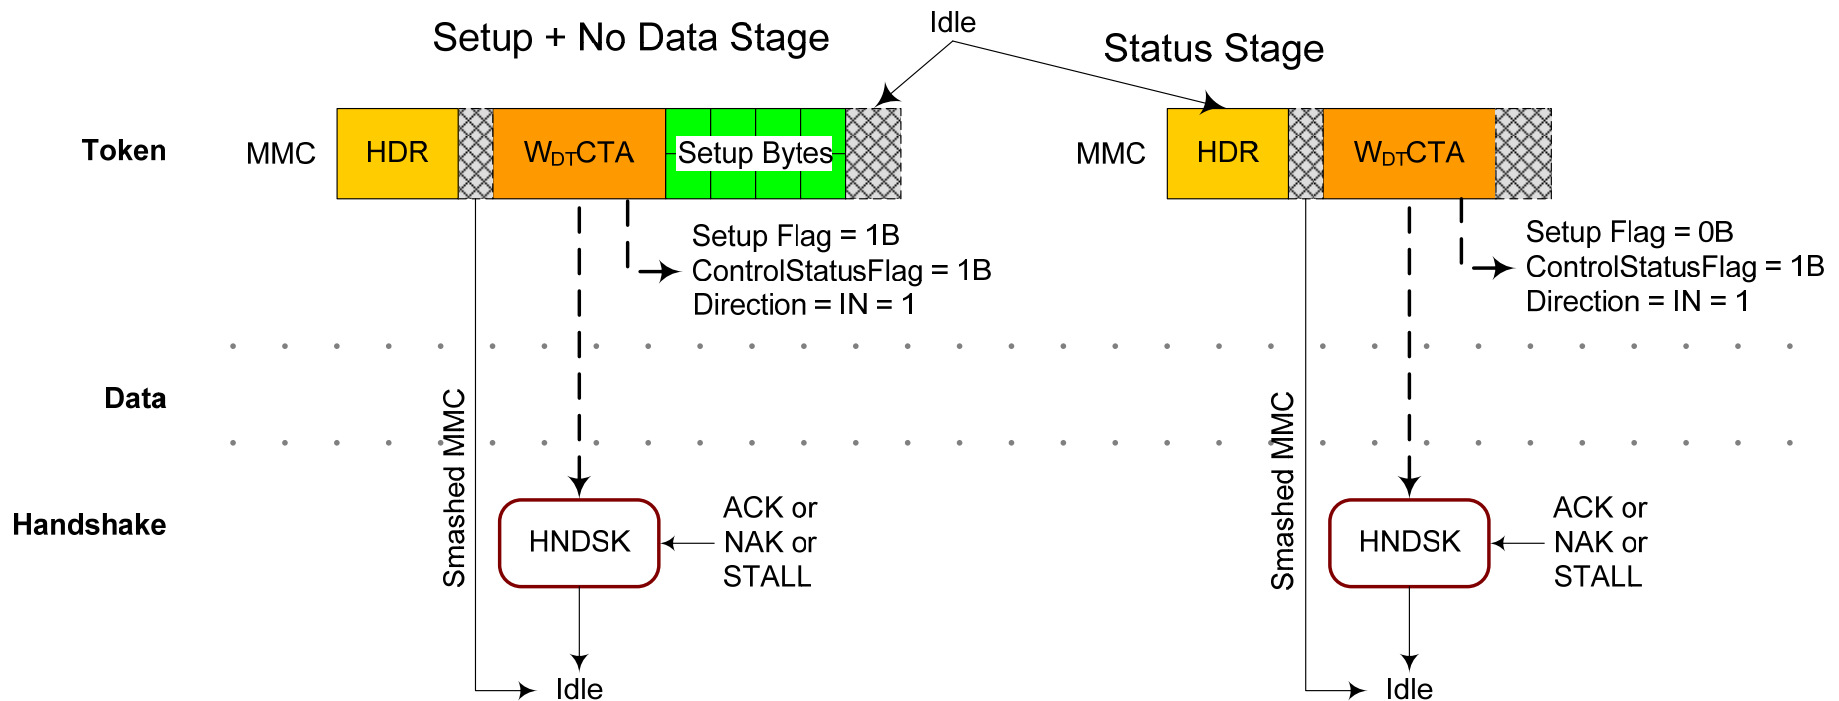 Setup + No Data Stage
Idle
Status Stage
Token
MMC
HDR
WDTCTA
Setup Bytes
MMC
HDR
WDTCTA
Setup Flag = 1B
ControlStatusFlag = 1B
Direction = IN = 1
Setup Flag = 0B
ControlStatusFlag = 1B
Direction = IN = 1
Data
Smashed MMC
Smashed MMC
Handshake
HNDSK
ACK or
NAK or
STALL
HNDSK
ACK or
NAK or
STALL
Idle
Idle